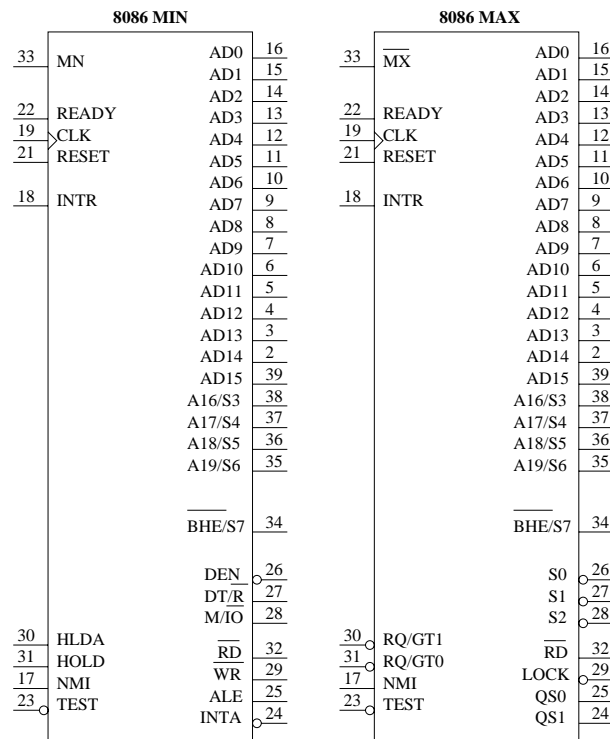 8086 MIN
33 MN
22 READY
19 CLK
21 RESET
18 INTR
30 HLDA
31 HOLD
17 NMI
23 TEST
AD0 16
AD1 15
AD2 14
AD3 13
AD4 12
AD5 11
AD6 10
AD7 9
AD8 8
AD9 7
AD10 6
AD11 5
AD12 4
AD13 3
AD14 2
AD15 39
A16/S3 38
A17/S4 37
A18/S5 36
A19/S6 35
BHE/S7 34
DEN 26
DT/R 27
M/IO 28
RD 32
WR 29
ALE 25
INTA 24
8086 MAX
33 MX
22 READY
19 CLK
21 RESET
18 INTR
30 RQ/GT1
31 RQ/GT0
17 NMI
23 TEST
AD0 16
AD1 15
AD2 14
AD3 13
AD4 12
AD5 11
AD6 10
AD7 9
AD8 8
AD9 7
AD10 6
AD11 5
AD12 4
AD13 3
AD14 2
AD15 39
A16/S3 38
A17/S4 37
A18/S5 36
A19/S6 35
BHE/S7 34
S0 26
S1 27
S2 28
RD 32
LOCK 29
QS0 25
QS1 24